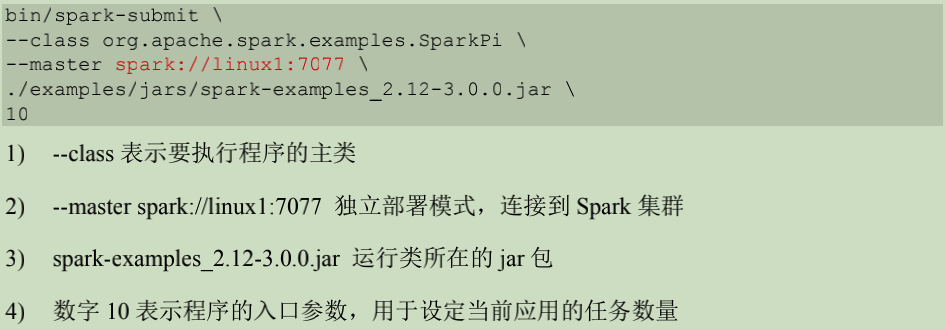 bin/spark-submit \
--class org.apache.spark.examples.SparkPi \
--master spark://linux1:7077 \
./examples/jars/spark-examples_2.12-3.0.0.jar \
10
1) --class 表示要执行程序的主类
2) --master spark://linux1:7077 独立部署模式，连接到 Spark 集群
3) spark-examples_2.12-3.0.0.jar 运行类所在的 jar 包
4) 数字 10 表示程序的入口参数，用于设定当前应用的任务数量